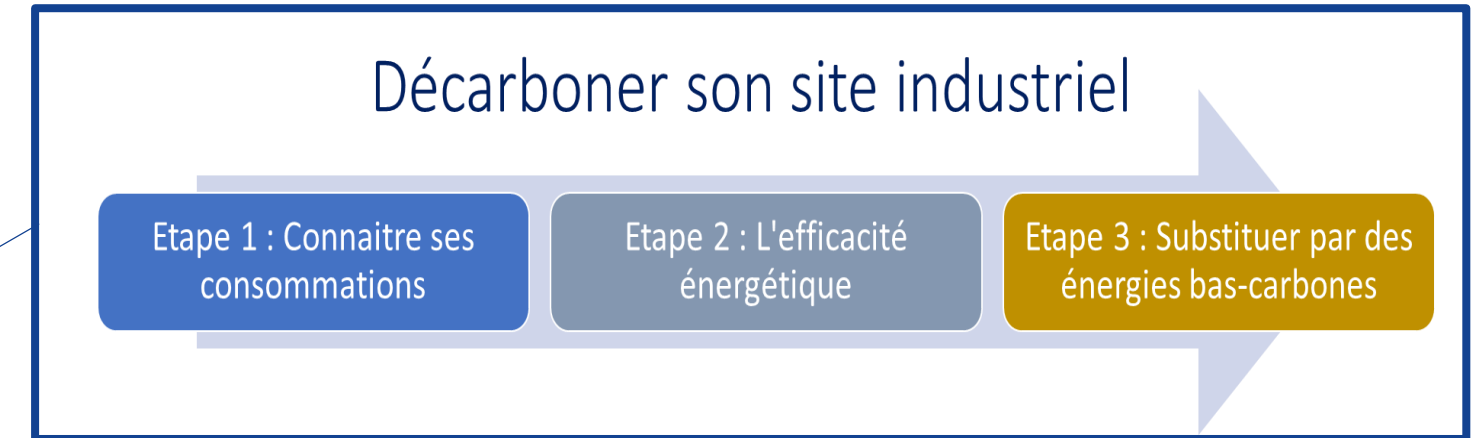 Décarboner son site industriel
Etape 1 : Connaitre ses
consommations
Etape 2 : L'efficacité
énergétique
Etape 3 : Substituer par des
énergies bas-carbones